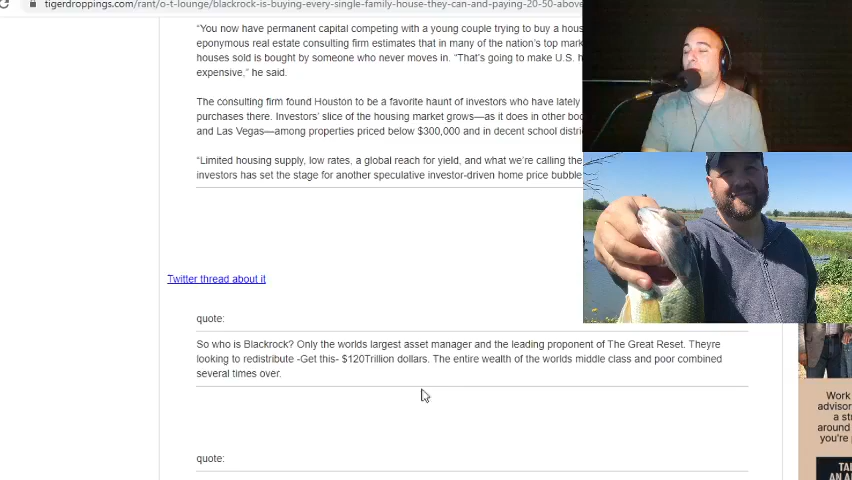 tigerdroppings.com/rant/o-t-lounge/blackrock-is-buying-every-single-family-house-they-can-and-paying-20-50-above
"You now have permanent capital competing with a young couple trying to buy a hous
eponymous real estate consulting firm estimates that in many of the nation's top mark
houses sold is bought by someone who never moves in. "That's going to make U.S. h
expensive," he said.
The consulting firm found Houston to be a favorite haunt of investors who have lately
purchases there. Investors' slice of the housing market grows—as it does in other boo
and Las Vegas—among properties priced below $300,000 and in decent school distri
"Limited housing supply, low rates, a global reach for yield, and what we're calling the
investors has set the stage for another speculative investor-driven home price bubble
Twitter thread about it
quote:
So who is Blackrock? Only the worlds largest asset manager and the leading proponent of The Great Reset. Theyre
looking to redistribute -Get this- $120Trillion dollars. The entire wealth of the worlds middle class and poor combined
several times over.
quote:
Work
advisor
a st
around
you're
TA
AN A